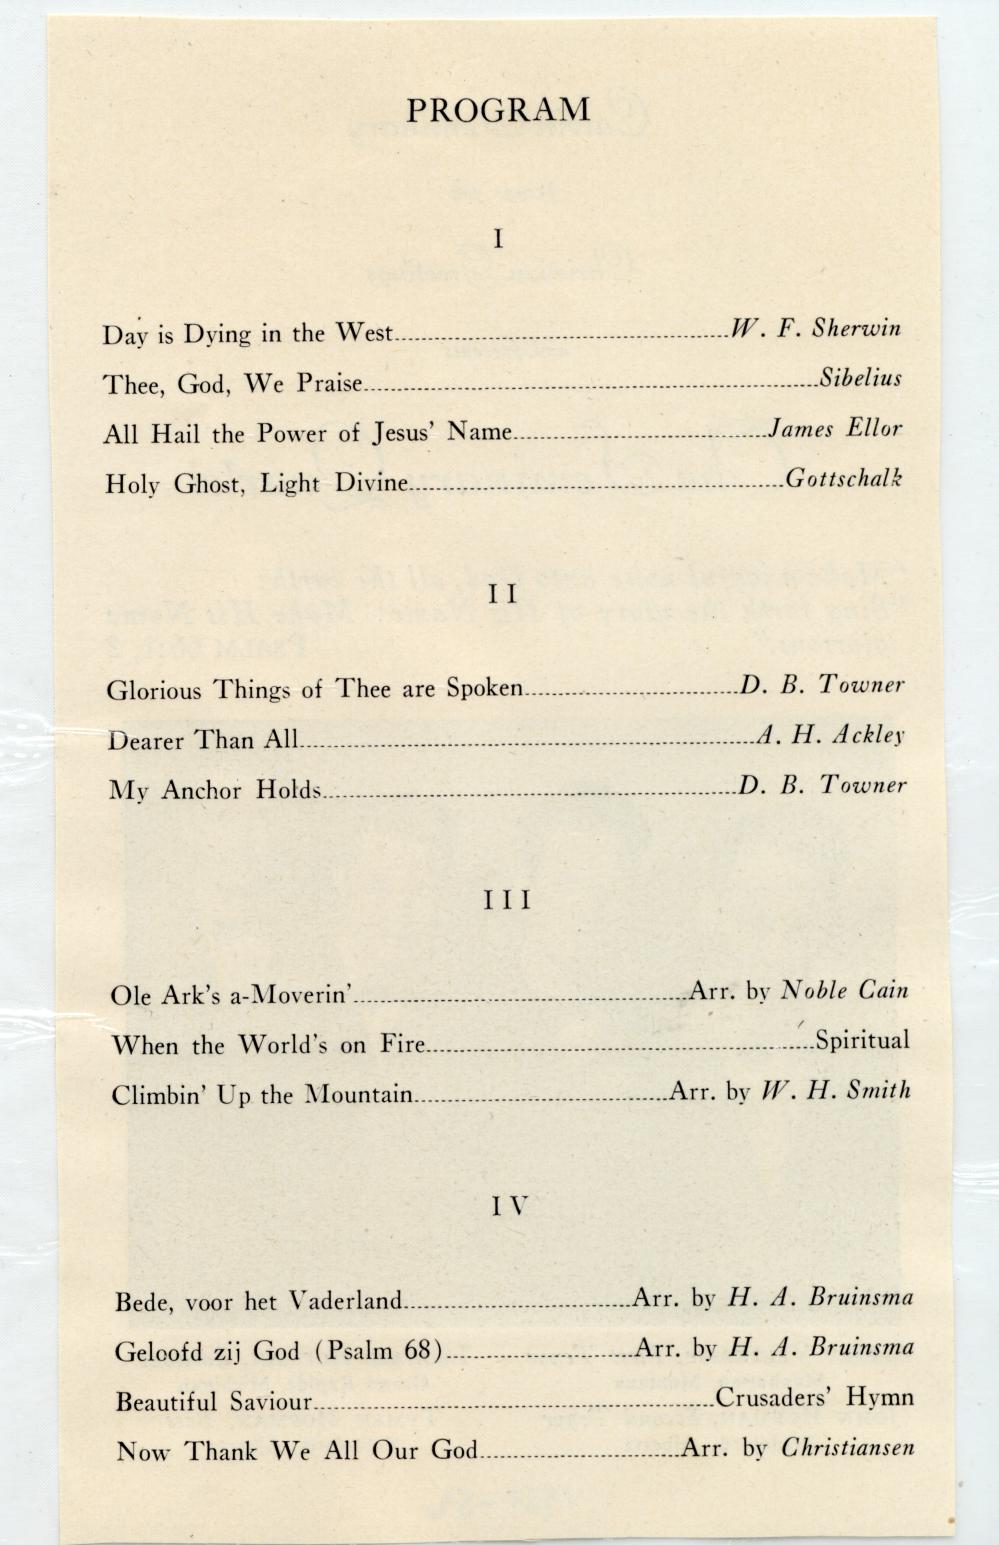 PROGRAM
I
Day is Dying in the West W. F. Sherwin
Thee, God, We Praise Sibelius
All Hail the Power of Jesus' Name James Ellor
Holy Ghost, Light Divine Gottschalk
II
Glorious Things of Thee are Spoken D. B. Towner
Dearer Than All A. H. Ackley
My Anchor Holds D. B. Towner
III
Ole Ark's a-Moverin' Arr. by Noble Cain
When the World's on Fire Spiritual
Climbin' Up the Mountain Arr. by W. H. Smith
IV
Bede, voor het Vaderland Arr. by H. A. Bruinsma
Geloofd zij God (Psalm 68) Arr. by H. A. Bruinsma
Beautiful Saviour Crusaders' Hymn
Now Thank We All Our God Arr. by Christiansen